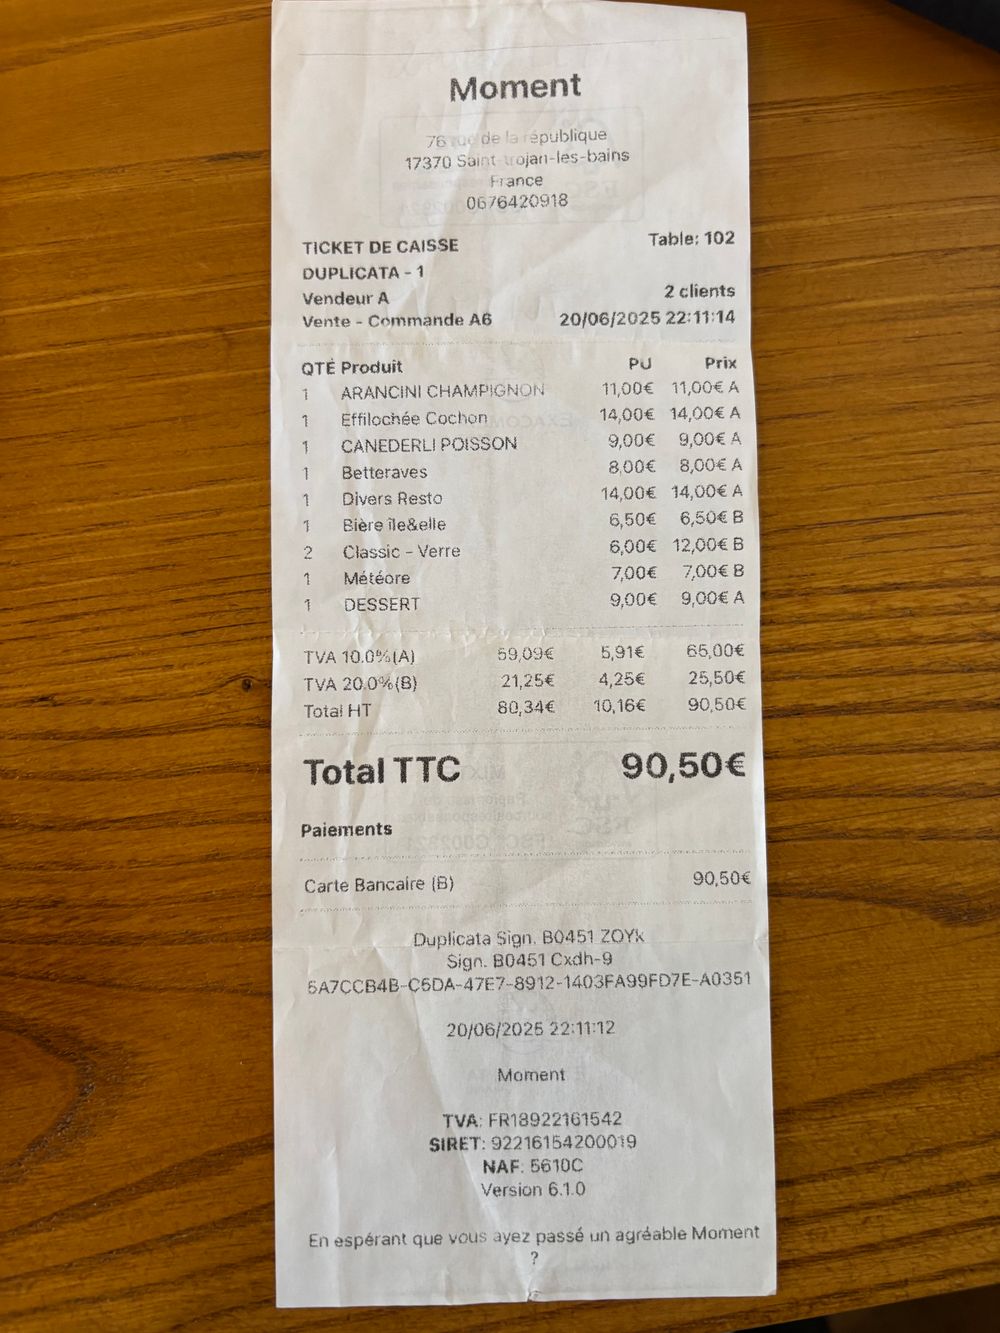 Moment
76 rue de la république
17370 Saint-trojan-les-bains
France
0676420918
TICKET DE CAISSE Table: 102
DUPLICATA - 1
Vendeur A 2 clients
Vente - Commande A6 20/06/2025 22:11:14
QTÉ Produit PU Prix
1 ARANCINI CHAMPIGNON 11,00€ 11,00€ A
1 Effilochée Cochon 14,00€ 14,00€ A
1 CANEDERLI POISSON 9,00€ 9,00€ A
1 Betteraves 8,00€ 8,00€ A
1 Divers Resto 14,00€ 14,00€ A
1 Bière île&elle 6,50€ 6,50€ B
2 Classic - Verre 6,00€ 12,00€ B
1 Météore 7,00€ 7,00€ B
1 DESSERT 9,00€ 9,00€ A
TVA 10.0%(A) 59,09€ 5,91€ 65,00€
TVA 20.0%(B) 21,25€ 4,25€ 25,50€
Total HT 80,34€ 10,16€ 90,50€
Total TTC 90,50€
Paiements
Carte Bancaire (B) 90,50€
Duplicata Sign. B0451 ZOYk
Sign. B0451 Cxdh-9
5A7CCB4B-C5DA-47E7-8912-1403FA99FD7E-A0351
20/06/2025 22:11:12
Moment
TVA: FR18922161542
SIRET: 92216154200019
NAF: 5610C
Version 6.1.0
En espérant que vous ayez passé un agréable Moment
?